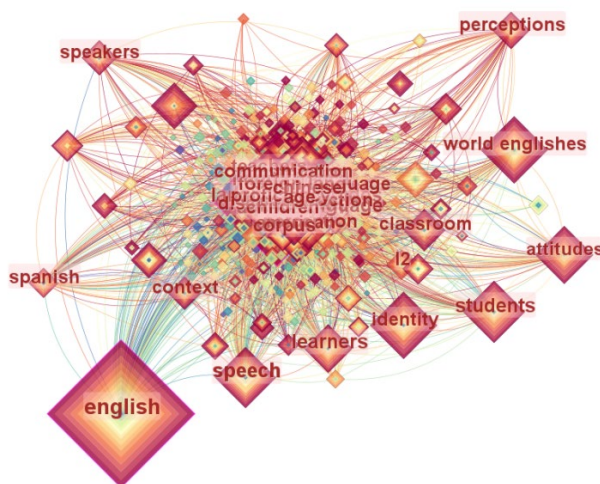 perceptions
speakers
world englishes
communication
corpus
classroom
attitudes
l2
spanish
context
students
identity
learners
speech
english